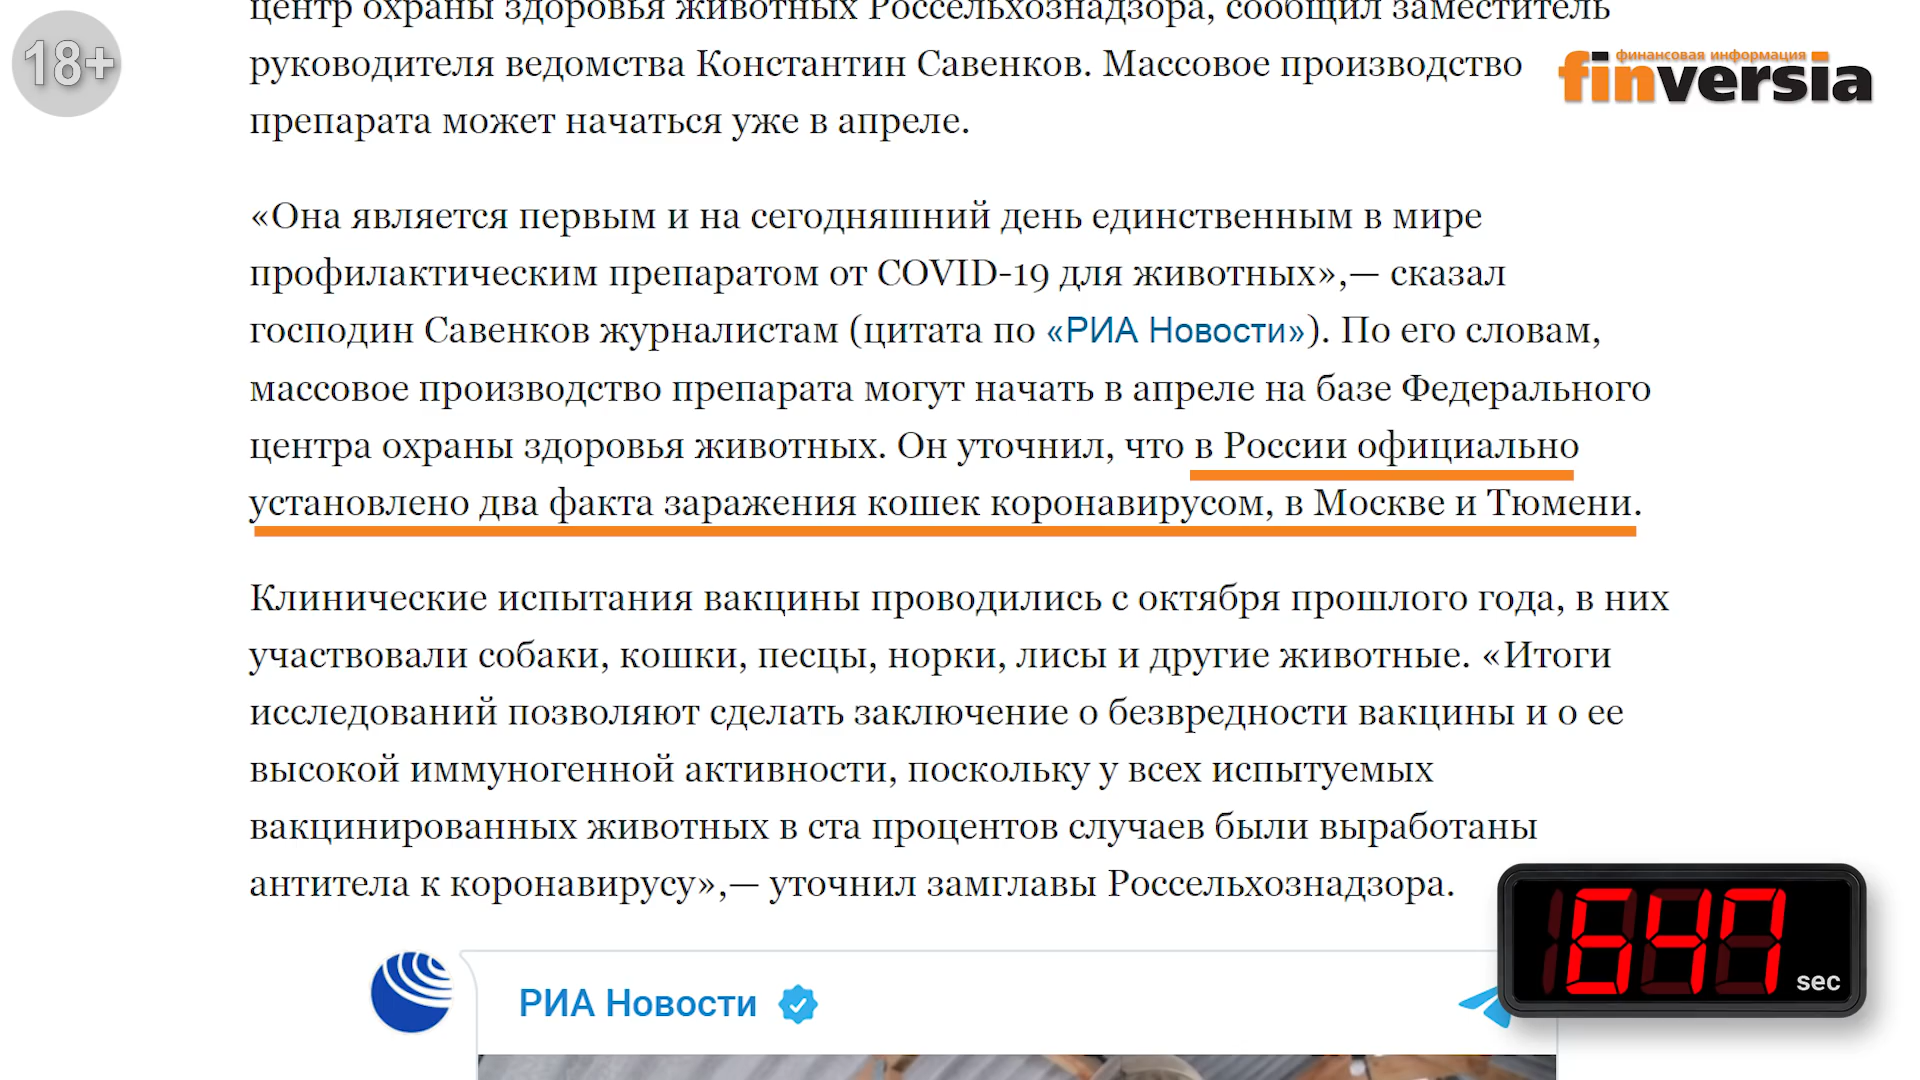 18+
центр охраны здоровья животных Россельхознадзора, сообщил заместитель
руководителя ведомства Константин Савенков. Массовое производство
препарата может начаться уже в апреле.
финансовая информация
finversia
«Она является первым и на сегодняшний день единственным в мире
профилактическим препаратом от COVID-19 для животных»,— сказал
господин Савенков журналистам (цитата по «РИА Новости»). По его словам,
массовое производство препарата могут начать в апреле на базе Федерального
центра охраны здоровья животных. Он уточнил, что в России официально
установлено два факта заражения кошек коронавирусом, в Москве и Тюмени.
Клинические испытания вакцины проводились с октября прошлого года, в них
участвовали собаки, кошки, песцы, норки, лисы и другие животные. «Итоги
исследований позволяют сделать заключение о безвредности вакцины и о ее
высокой иммуногенной активности, поскольку у всех испытуемых
вакцинированных животных в ста процентов случаев были выработаны
антитела к коронавирусу»,— уточнил замглавы Россельхознадзора.
РИА Новости
647 sec